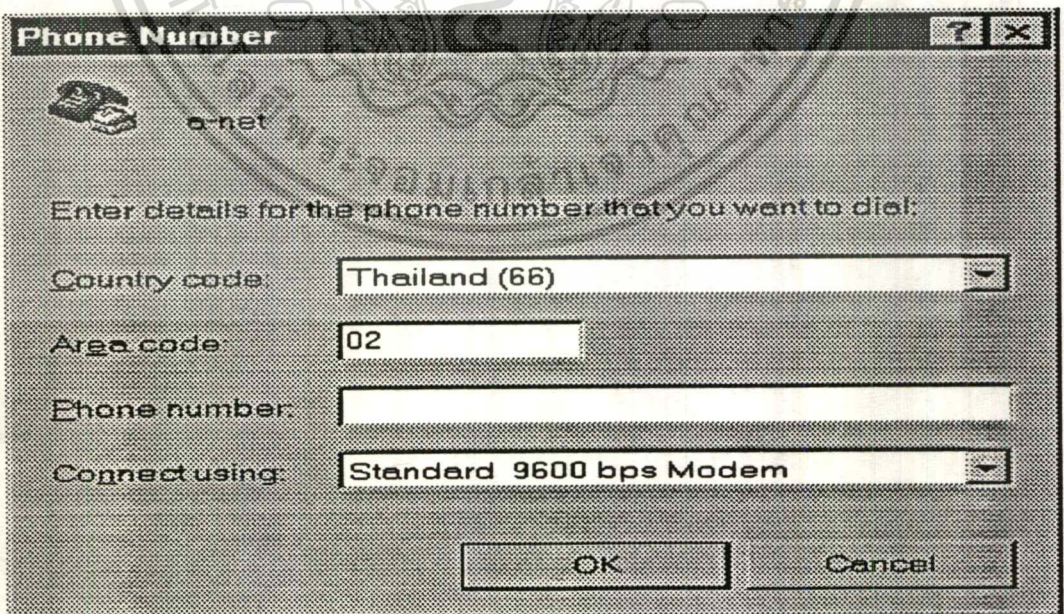 Phone Number
a-net
Enter details for the phone number that you want to dial:
Country code: Thailand (66)
Area code: 02
Phone number:
Connect using: Standard 9600 bps Modem
OK Cancel